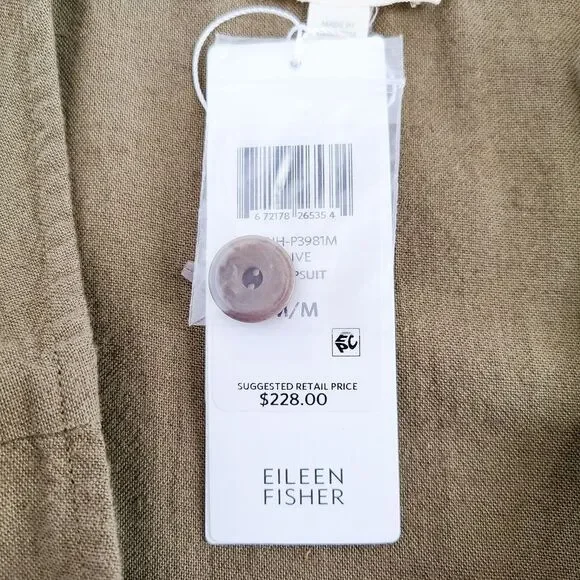 6 72178 26535 4
H-P3981M
IVE
PSUIT
M/M
SUGGESTED RETAIL PRICE
$228.00
EILEEN
FISHER